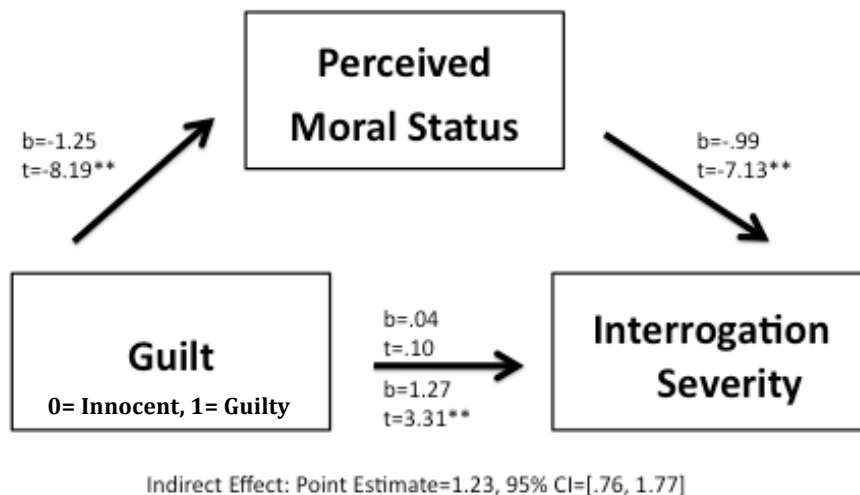 Perceived
Moral Status
b=-1.25
t=-8.19**
b=-.99
t=-7.13**
Guilt
0= Innocent, 1= Guilty
b=.04
t=.10
b=1.27
t=3.31**
Interrogation
Severity
Indirect Effect: Point Estimate=1.23, 95% CI=[.76, 1.77]